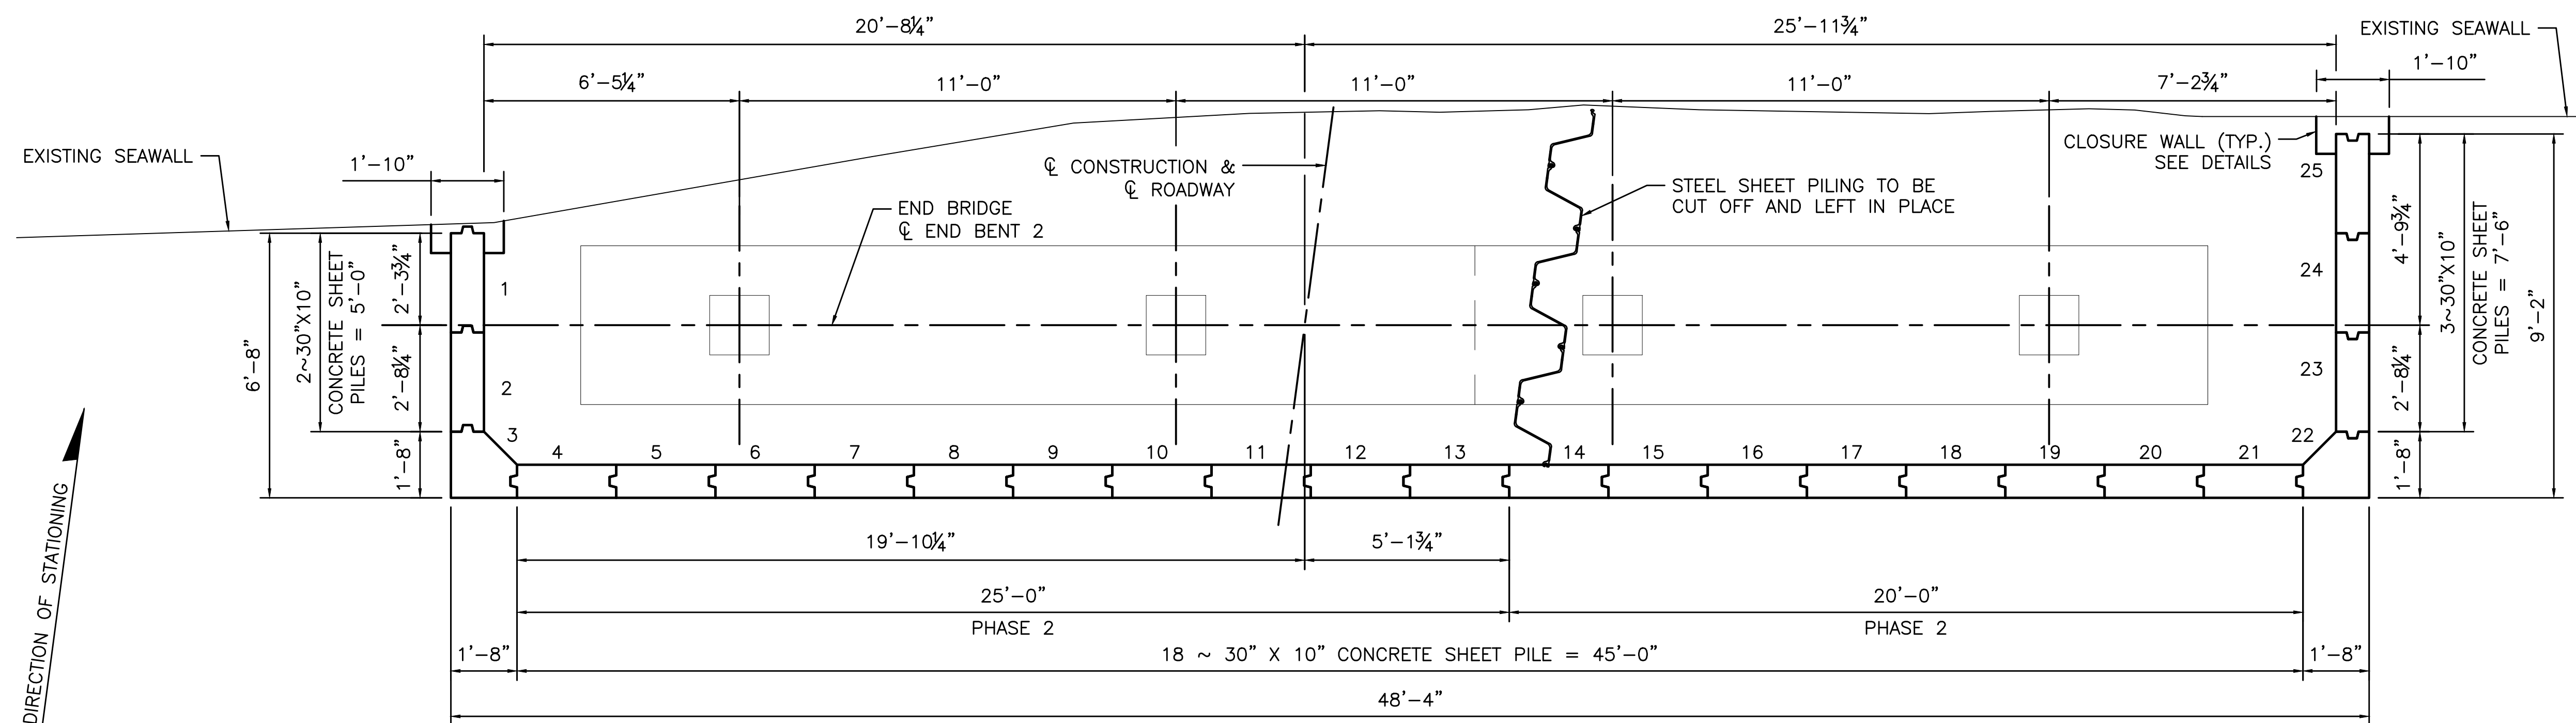 20'-8¼"
25'-11¾"
EXISTING SEAWALL
6'-5¼"
11'-0"
11'-0"
11'-0"
7'-2¾"
1'-10"
EXISTING SEAWALL
1'-10"
℄ CONSTRUCTION &
℄ ROADWAY
CLOSURE WALL (TYP.)
SEE DETAILS
STEEL SHEET PILING TO BE
CUT OFF AND LEFT IN PLACE
END BRIDGE
℄ END BENT 2
6'-8"
2~30"X10"
CONCRETE SHEET
PILES = 5'-0"
2'-3¾"
2'-8¼"
1'-8"
1
2
3
4
5
6
7
8
9
10
11
12
13
14
15
16
17
18
19
20
21
22
23
24
25
4'-9¾"
2'-8¼"
1'-8"
3~30"X10"
CONCRETE SHEET
PILES = 7'-6"
9'-2"
DIRECTION OF STATIONING
19'-10¼"
5'-1¾"
25'-0"
20'-0"
PHASE 2
PHASE 2
1'-8"
18 ~ 30" X 10" CONCRETE SHEET PILE = 45'-0"
1'-8"
48'-4"